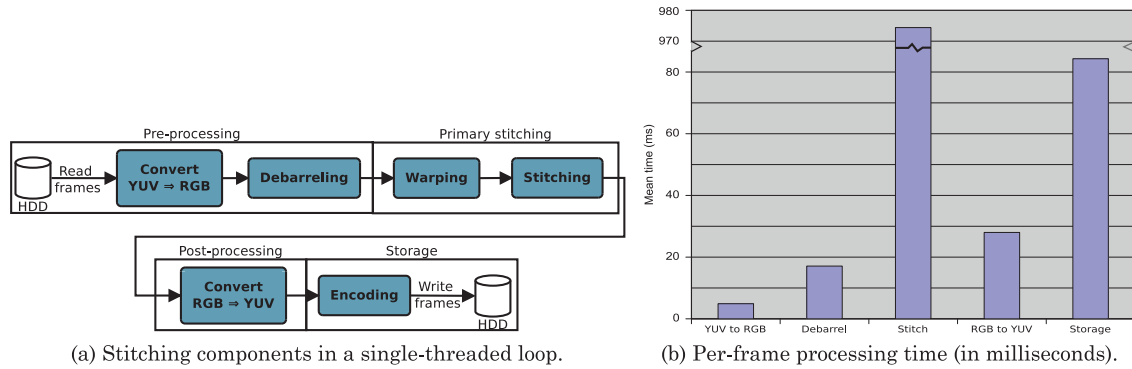 Pre-processing
Primary stitching
HDD
Read
frames
Convert
YUV ⇒ RGB
Debarreling
Warping
Stitching
Post-processing
Storage
Convert
RGB ⇒ YUV
Encoding
Write
frames
HDD
(a) Stitching components in a single-threaded loop.
980
970
80
60
40
20
0
Mean time (ms)
YUV to RGB
Debarrel
Stitch
RGB to YUV
Storage
(b) Per-frame processing time (in milliseconds).